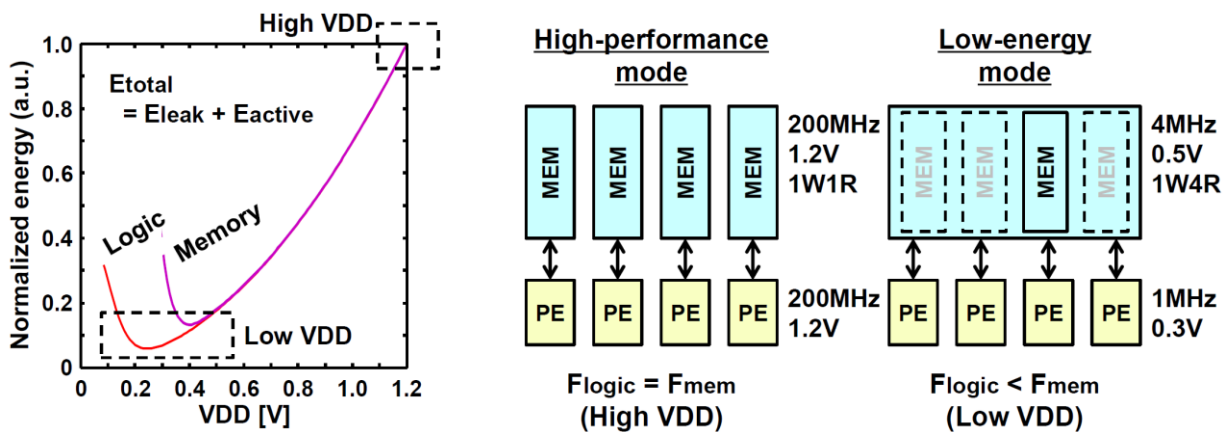 High VDD
1.0
0.8
0.6
0.4
0.2
0
Normalized energy (a.u.)
Etotal
= Eleak + Eactive
Logic
Memory
Low VDD
0 0.2 0.4 0.6 0.8 1.0 1.2
VDD [V]
High-performance
mode
MEM MEM MEM MEM
200MHz
1.2V
1W1R
PE PE PE PE
200MHz
1.2V
Flogic = Fmem
(High VDD)
Low-energy
mode
MEM MEM MEM MEM
4MHz
0.5V
1W4R
PE PE PE PE
1MHz
0.3V
Flogic < Fmem
(Low VDD)